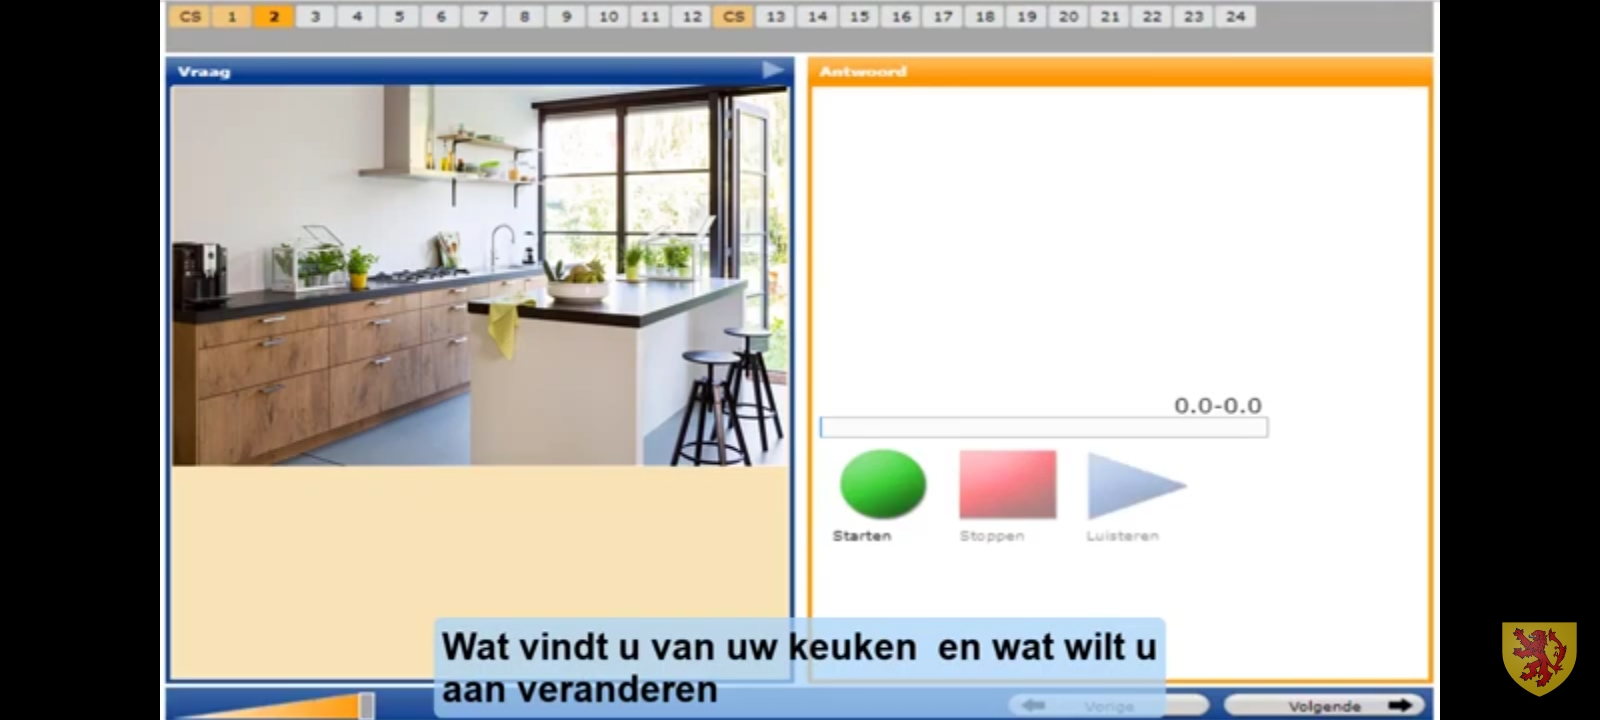 CS 1 2 3 4 5 6 7 8 9 10 11 12 CS 13 14 15 16 17 18 19 20 21 22 23 24
Vraag
Antwoord
0.0-0.0
Starten Stoppen Luisteren
Wat vindt u van uw keuken en wat wilt u
aan veranderen
Vorige Volgende